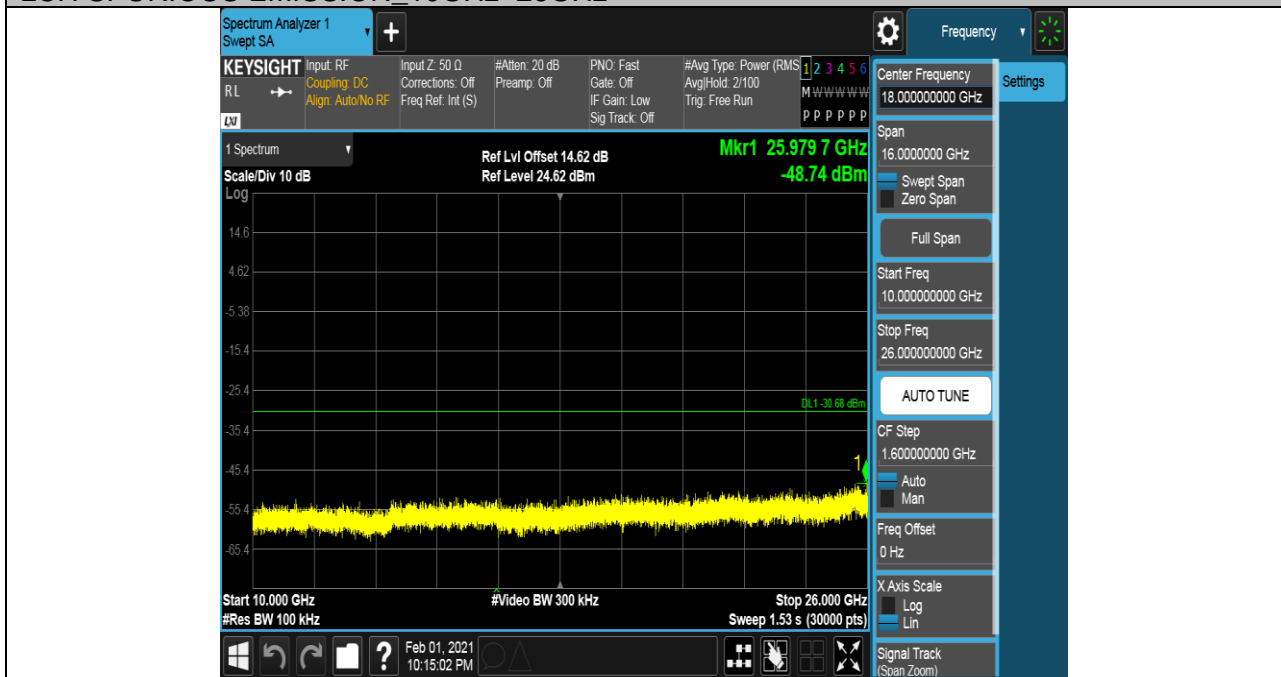 Spectrum Analyzer 1
Swept SA
Frequency
KEYSIGHT
RL
LXI
Input: RF
Coupling: DC
Align: Auto/No RF
Input Z: 50 Ω
Corrections: Off
Freq Ref: Int (S)
#Atten: 20 dB
Preamp: Off
PNO: Fast
Gate: Off
IF Gain: Low
Sig Track: Off
#Avg Type: Power (RMS
Avg|Hold: 2/100
Trig: Free Run
1 2 3 4 5 6
M W W W W W
P P P P P P
Center Frequency
18.000000000 GHz
Settings
1 Spectrum
Scale/Div 10 dB
Ref Lvl Offset 14.62 dB
Ref Level 24.62 dBm
Mkr1 25.979 7 GHz
-48.74 dBm
Log
14.6
4.62
-5.38
-15.4
-25.4
-35.4
-45.4
-55.4
-65.4
DL1 -30.68 dBm
1
Span
16.0000000 GHz
Swept Span
Zero Span
Full Span
Start Freq
10.000000000 GHz
Stop Freq
26.000000000 GHz
AUTO TUNE
CF Step
1.600000000 GHz
Auto
Man
Freq Offset
0 Hz
X Axis Scale
Log
Lin
Signal Track
(Span Zoom)
Start 10.000 GHz
#Video BW 300 kHz
Stop 26.000 GHz
#Res BW 100 kHz
Sweep 1.53 s (30000 pts)
?
Feb 01, 2021
10:15:02 PM